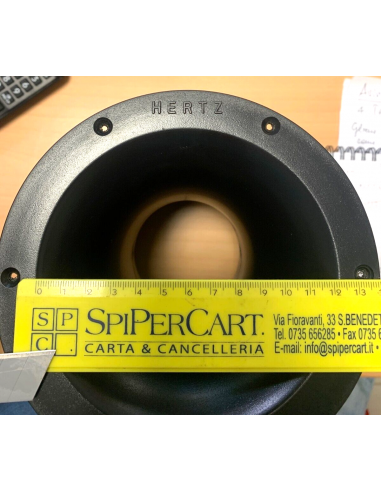 HERTZ
0 1 2 3 4 5 6 7 8 9 10 11 12 13
S P
C .
SPIPERCART.
CARTA & CANCELLERIA
Via Fioravanti, 33 S.BENEDET
Tel. 0735 656285 • Fax 0735 6
E-mail: info@spipercart.it •